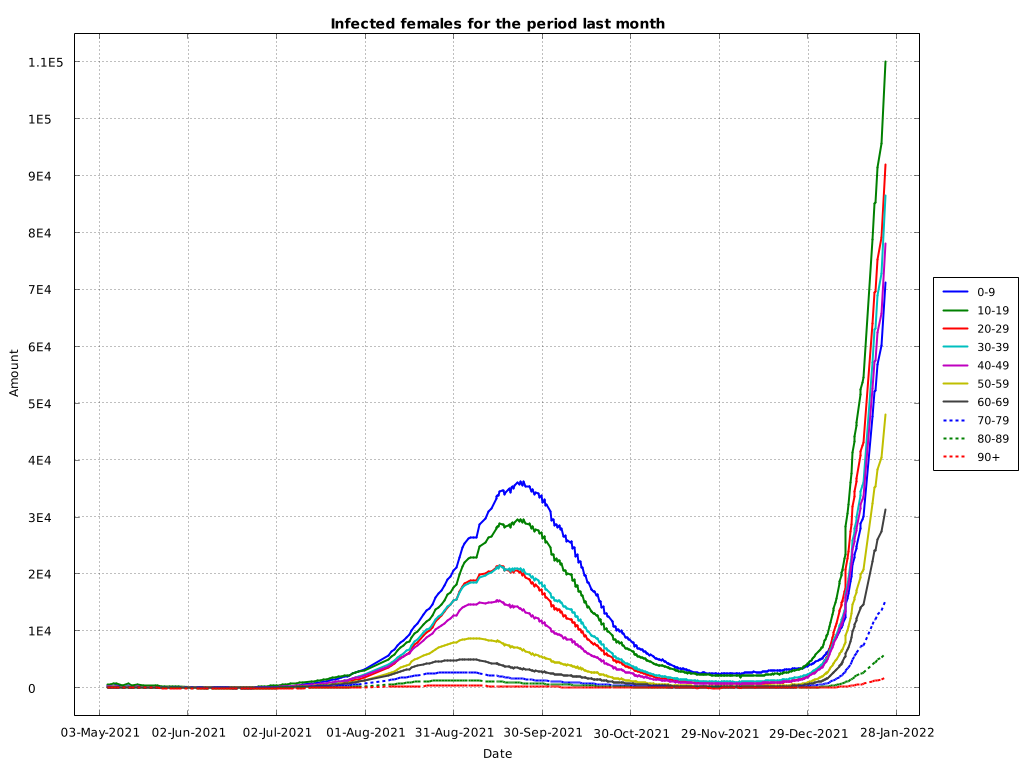 Infected females for the period last month
1.1E5
1E5
9E4
8E4
7E4
6E4
5E4
4E4
3E4
2E4
1E4
0
Amount
03-May-2021 02-Jun-2021 02-Jul-2021 01-Aug-2021 31-Aug-2021 30-Sep-2021 30-Oct-2021 29-Nov-2021 29-Dec-2021 28-Jan-2022
Date
0-9
10-19
20-29
30-39
40-49
50-59
60-69
70-79
80-89
90+